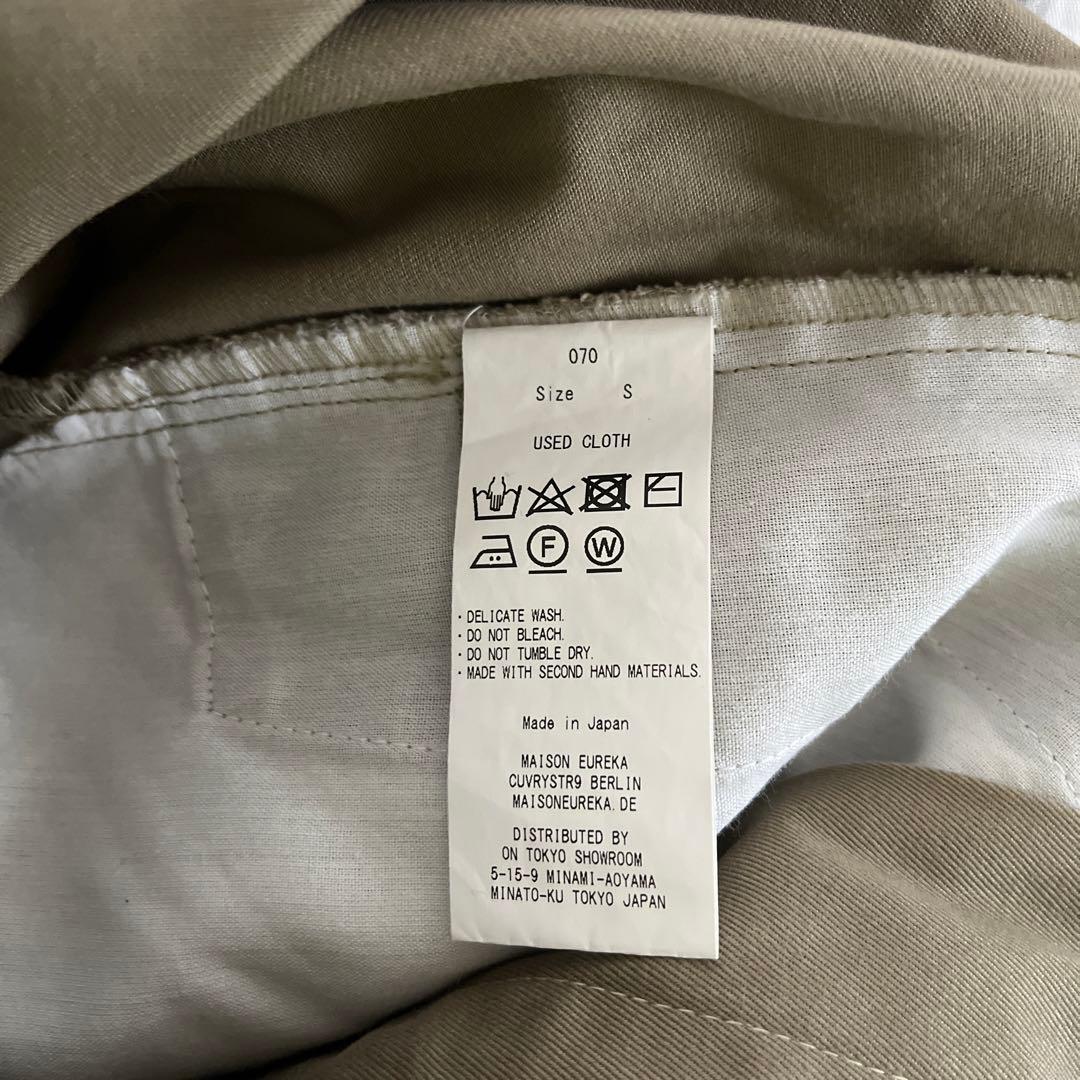 070
Size S
USED CLOTH
F W
・DELICATE WASH.
・DO NOT BLEACH.
・DO NOT TUMBLE DRY.
・MADE WITH SECOND HAND MATERIALS.
Made in Japan
MAISON EUREKA
CUVRYSTR9 BERLIN
MAISONEUREKA.DE
DISTRIBUTED BY
ON TOKYO SHOWROOM
5-15-9 MINAMI-AOYAMA
MINATO-KU TOKYO JAPAN